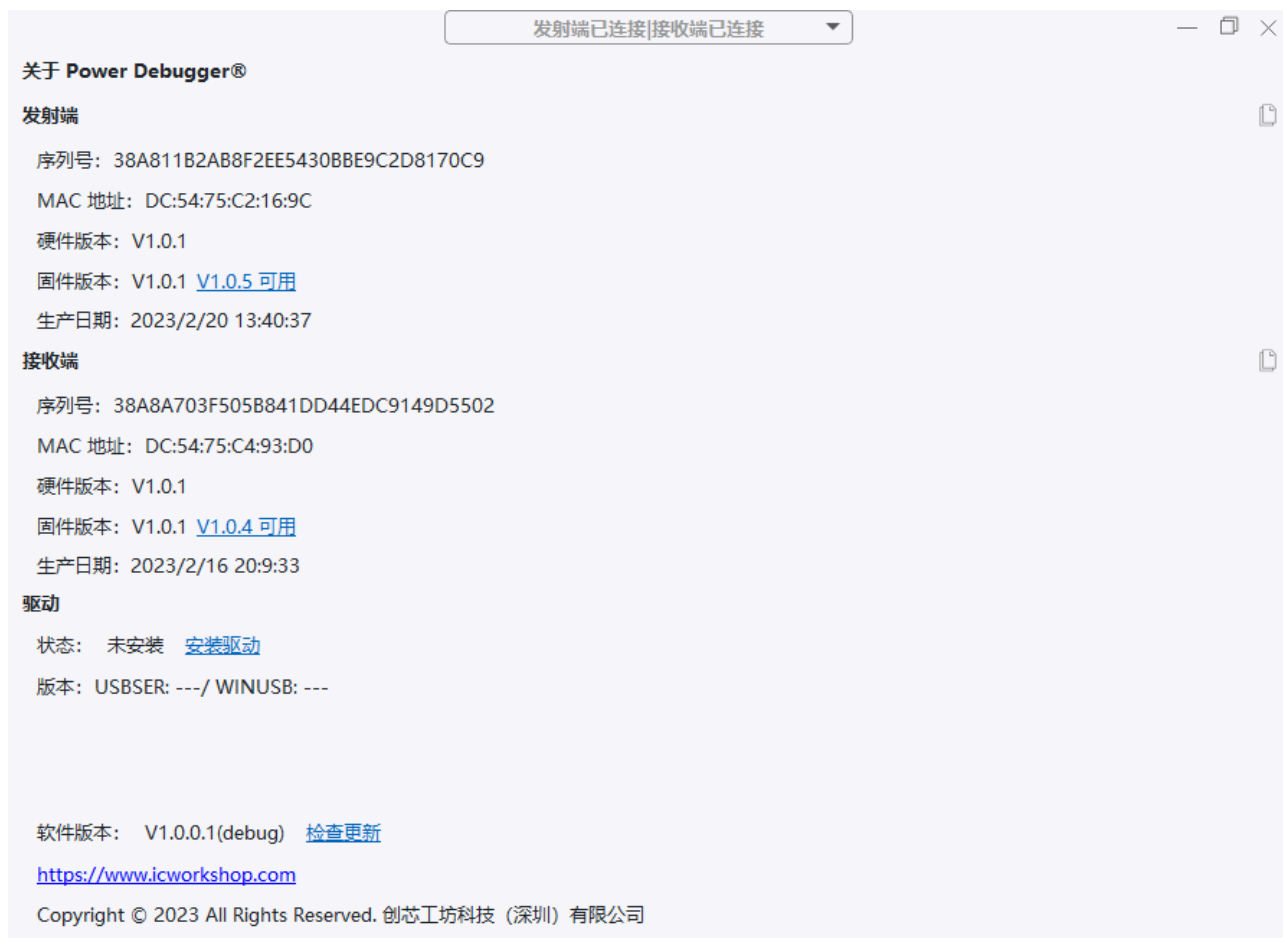 发射端已连接|接收端已连接
关于 Power Debugger®
发射端
序列号：38A811B2AB8F2EE5430BBE9C2D8170C9
MAC 地址：DC:54:75:C2:16:9C
硬件版本：V1.0.1
固件版本：V1.0.1 V1.0.5 可用
生产日期：2023/2/20 13:40:37
接收端
序列号：38A8A703F505B841DD44EDC9149D5502
MAC 地址：DC:54:75:C4:93:D0
硬件版本：V1.0.1
固件版本：V1.0.1 V1.0.4 可用
生产日期：2023/2/16 20:9:33
驱动
状态： 未安装 安装驱动
版本：USBSER: ---/ WINUSB: ---
软件版本： V1.0.0.1(debug) 检查更新
https://www.icworkshop.com
Copyright © 2023 All Rights Reserved. 创芯工坊科技（深圳）有限公司